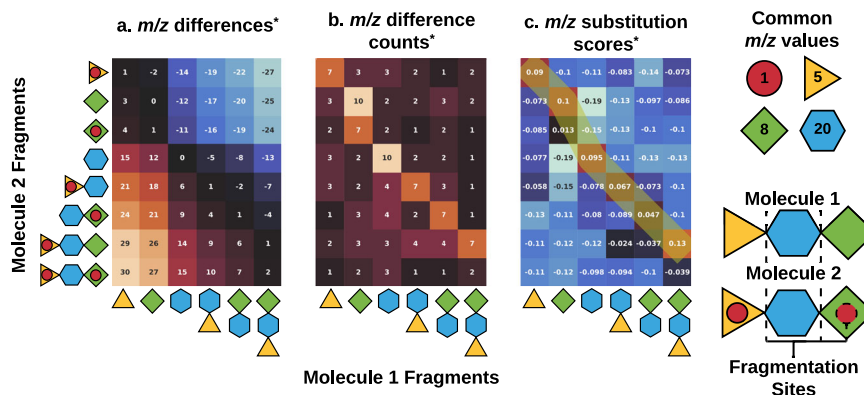 a. m/z differences*
b. m/z difference counts*
c. m/z substitution scores*
Common m/z values
1
5
8
20
Molecule 2 Fragments
1 -2 -14 -19 -22 -27
3 0 -12 -17 -20 -25
4 1 -11 -16 -19 -24
15 12 0 -5 -8 -13
21 18 6 1 -2 -7
24 21 9 4 1 -4
29 26 14 9 6 1
30 27 15 10 7 2
7 3 3 2 2 1
3 10 2 2 3 2
2 7 2 1 2 1
2 3 10 2 2 2
2 3 4 7 3 2
1 2 4 2 7 1
2 2 3 4 4 7
1 2 3 1 2 2
0.09 -0.1 -0.11 -0.083 -0.14 -0.073
-0.073 0.1 -0.19 -0.13 -0.097 -0.086
-0.085 0.013 -0.15 -0.13 -0.1 -0.1
-0.077 -0.19 0.095 -0.11 -0.13 -0.13
-0.058 -0.15 -0.078 0.067 -0.073 -0.1
-0.13 -0.11 -0.08 -0.089 0.047 -0.1
-0.11 -0.12 -0.12 -0.024 -0.037 0.13
-0.11 -0.12 -0.098 -0.094 -0.1 -0.039
Molecule 1 Fragments
Molecule 1
Molecule 2
Fragmentation Sites